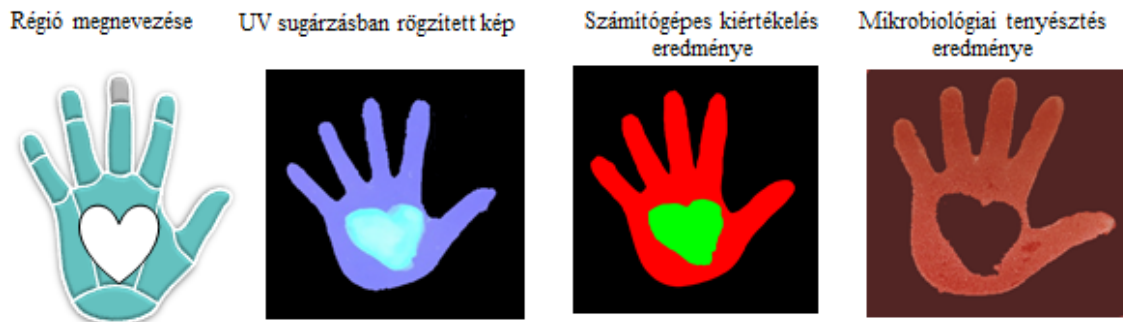 Régió megnevezése
UV sugárzásban rögzített kép
Számítógépes kiértékelés
eredménye
Mikrobiológiai tenyésztés
eredménye